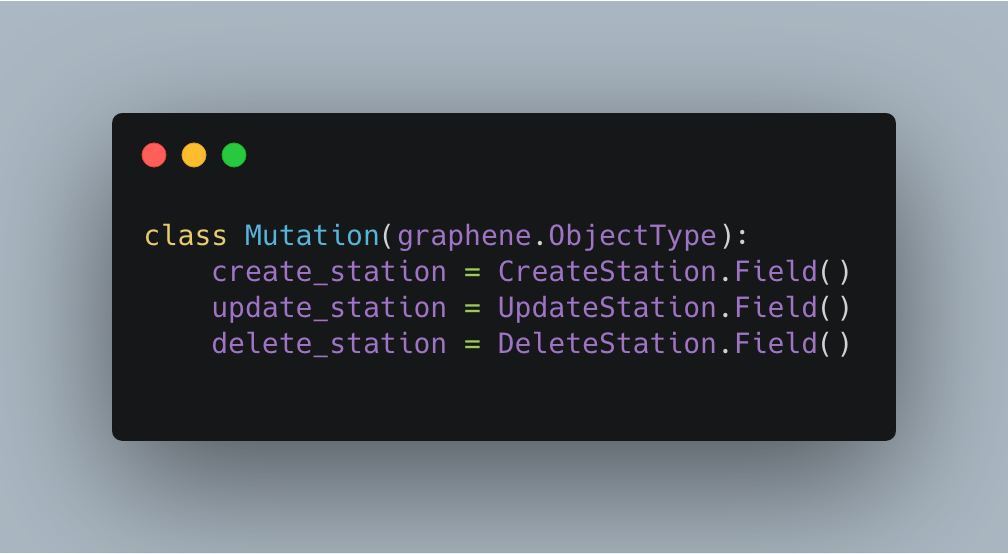 class Mutation(graphene.ObjectType):
    create_station = CreateStation.Field()
    update_station = UpdateStation.Field()
    delete_station = DeleteStation.Field()